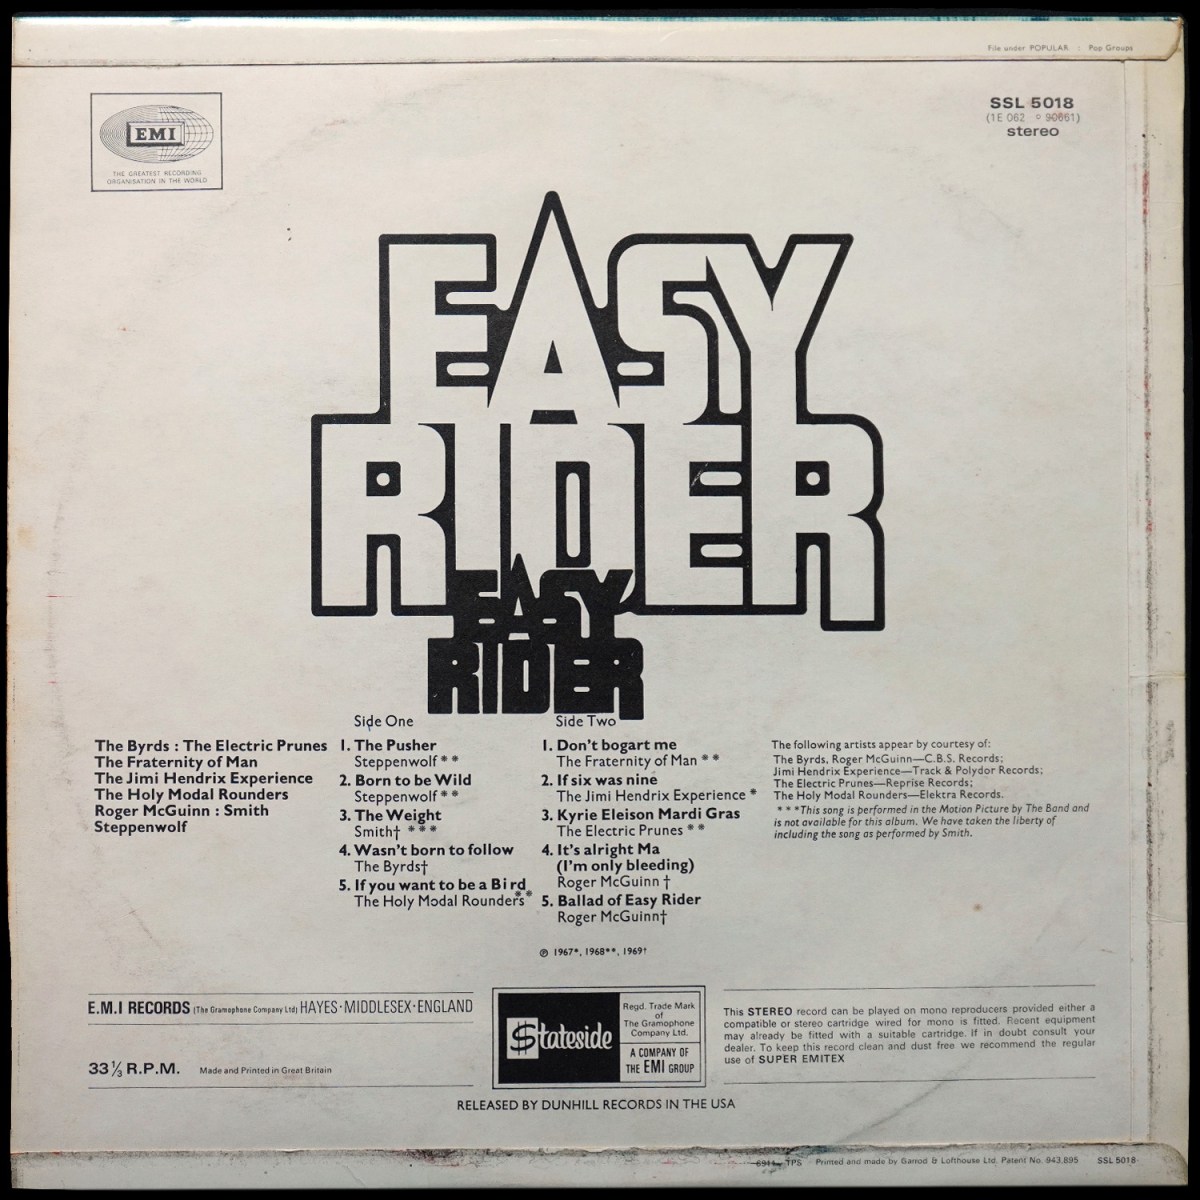 File under POPULAR : Pop Groups
EMI
THE GREATEST RECORDING
ORGANISATION IN THE WORLD
SSL 5018
(1E 062 ○ 90661)
stereo
EASY
RIDER
EASY
RIDER
The Byrds : The Electric Prunes
The Fraternity of Man
The Jimi Hendrix Experience
The Holy Modal Rounders
Roger McGuinn : Smith
Steppenwolf
Side One
1. The Pusher
Steppenwolf**
2. Born to be Wild
Steppenwolf**
3. The Weight
Smith† ***
4. Wasn't born to follow
The Byrds†
5. If you want to be a Bird
The Holy Modal Rounders**
Side Two
1. Don't bogart me
The Fraternity of Man **
2. If six was nine
The Jimi Hendrix Experience *
3. Kyrie Eleison Mardi Gras
The Electric Prunes **
4. It's alright Ma
(I'm only bleeding)
Roger McGuinn †
5. Ballad of Easy Rider
Roger McGuinn†
The following artists appear by courtesy of:
The Byrds, Roger McGuinn—C.B.S. Records;
Jimi Hendrix Experience—Track & Polydor Records;
The Electric Prunes—Reprise Records;
The Holy Modal Rounders—Elektra Records.
***This song is performed in the Motion Picture by The Band and
is not available for this album. We have taken the liberty of
including the song as performed by Smith.
℗ 1967*, 1968**, 1969†
E.M.I RECORDS (The Gramophone Company Ltd) HAYES·MIDDLESEX·ENGLAND
33⅓ R.P.M. Made and Printed in Great Britain
$tateside
Regd. Trade Mark
of
The Gramophone
Company Ltd.
A COMPANY OF
THE EMI GROUP
This STEREO record can be played on mono reproducers provided either a
compatible or stereo cartridge wired for mono is fitted. Recent equipment
may already be fitted with a suitable cartridge. If in doubt consult your
dealer. To keep this record clean and dust free we recommend the regular
use of SUPER EMITEX
RELEASED BY DUNHILL RECORDS IN THE USA
6911 TPS Printed and made by Garrod & Lofthouse Ltd. Patent No. 943,895 SSL 5018